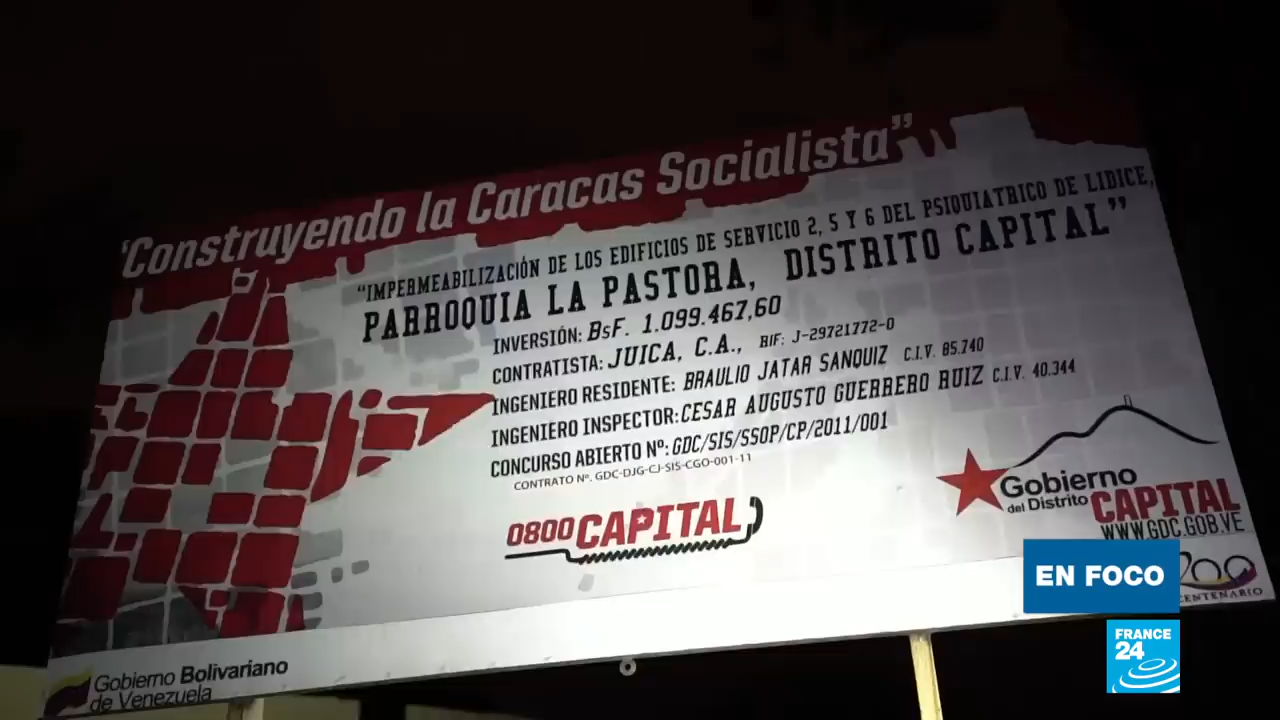 "Construyendo la Caracas Socialista"
"IMPERMEABILIZACIÓN DE LOS EDIFICIOS DE SERVICIO 2, 5 Y 6 DEL PSIQUIATRICO DE LIDICE,
PARROQUIA LA PASTORA, DISTRITO CAPITAL"
INVERSIÓN: BsF. 1.099.467,60
CONTRATISTA: JUICA, C.A., RIF: J-29721772-0
INGENIERO RESIDENTE: BRAULIO JATAR SANQUIZ C.I.V. 85.740
INGENIERO INSPECTOR: CESAR AUGUSTO GUERRERO RUIZ C.I.V. 40.344
CONCURSO ABIERTO Nº: GDC/SIS/SSOP/CP/2011/001
CONTRATO Nº. GDC-DJG-CJ-SIS-CGO-001-11
0800CAPITAL
Gobierno
del Distrito CAPITAL
WWW.GDC.GOB.VE
200
CENTENARIO
Gobierno Bolivariano
de Venezuela
EN FOCO
FRANCE
24